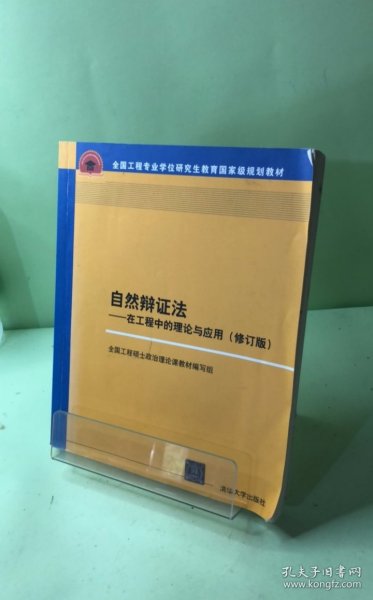 全国工程专业学位研究生教育国家级规划教材
自然辩证法
——在工程中的理论与应用（修订版）
全国工程硕士政治理论课教材编写组
清华大学出版社
孔夫子旧书网
www.kongfz.com